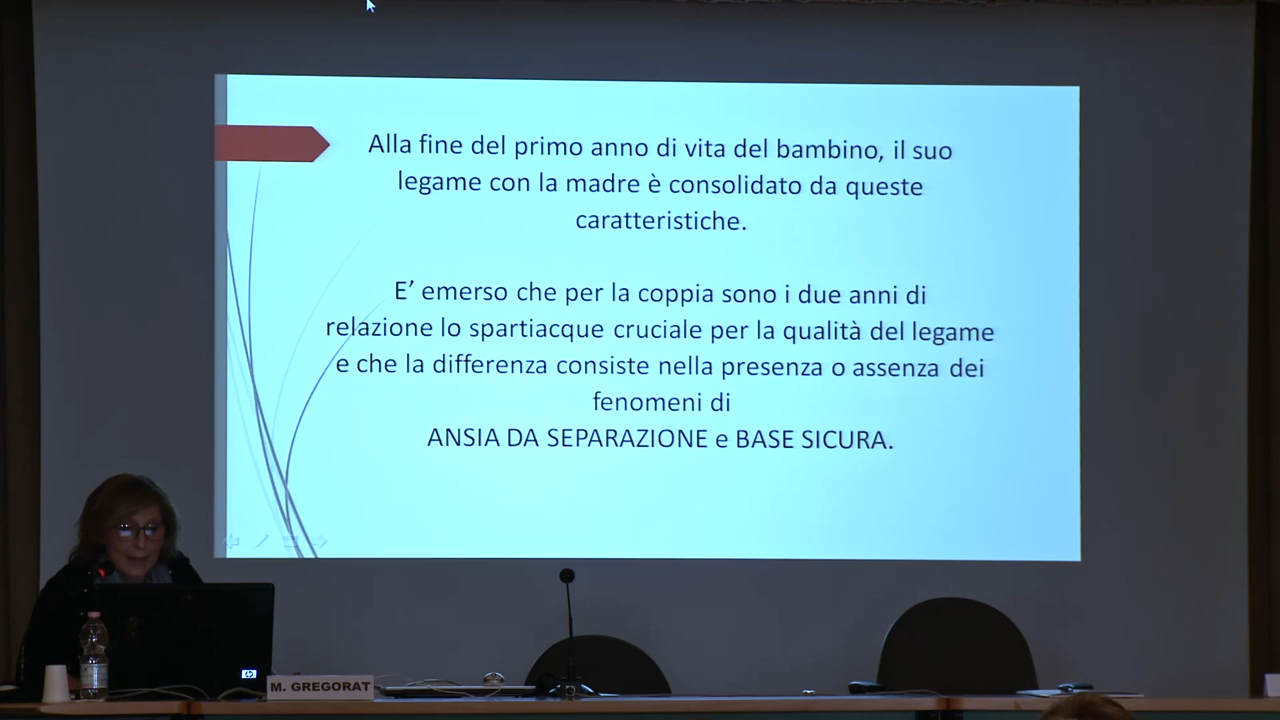 Alla fine del primo anno di vita del bambino, il suo
legame con la madre è consolidato da queste
caratteristiche.
E' emerso che per la coppia sono i due anni di
relazione lo spartiacque cruciale per la qualità del legame
e che la differenza consiste nella presenza o assenza dei
fenomeni di
ANSIA DA SEPARAZIONE e BASE SICURA.
hp
M. GREGORAT